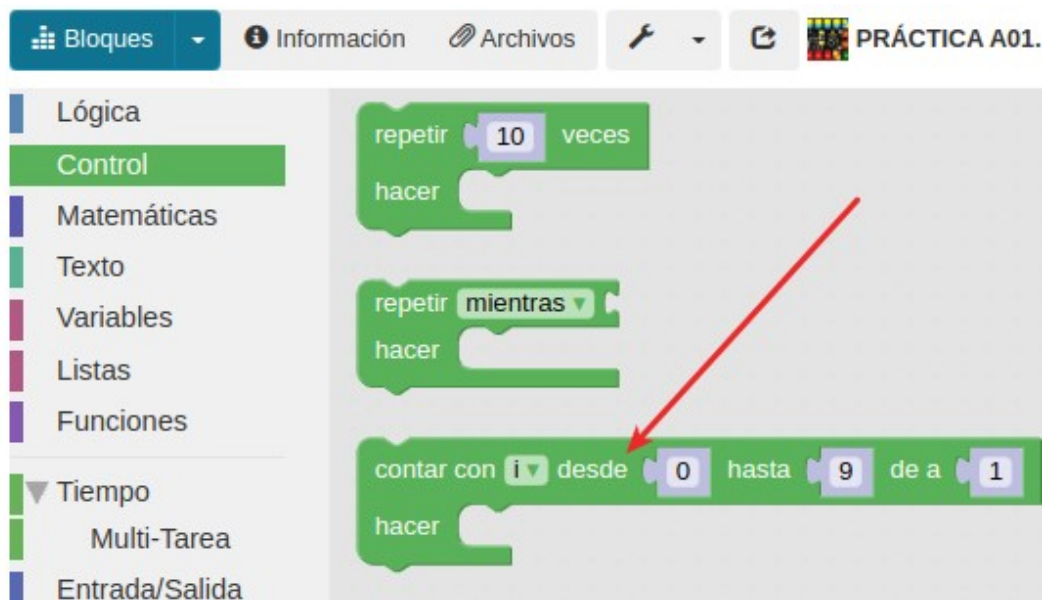 Bloques
Información
Archivos
PRÁCTICA A01.
Lógica
Control
Matemáticas
Texto
Variables
Listas
Funciones
Tiempo
Multi-Tarea
Entrada/Salida
repetir 10 veces
hacer
repetir mientras
hacer
contar con i desde 0 hasta 9 de a 1
hacer